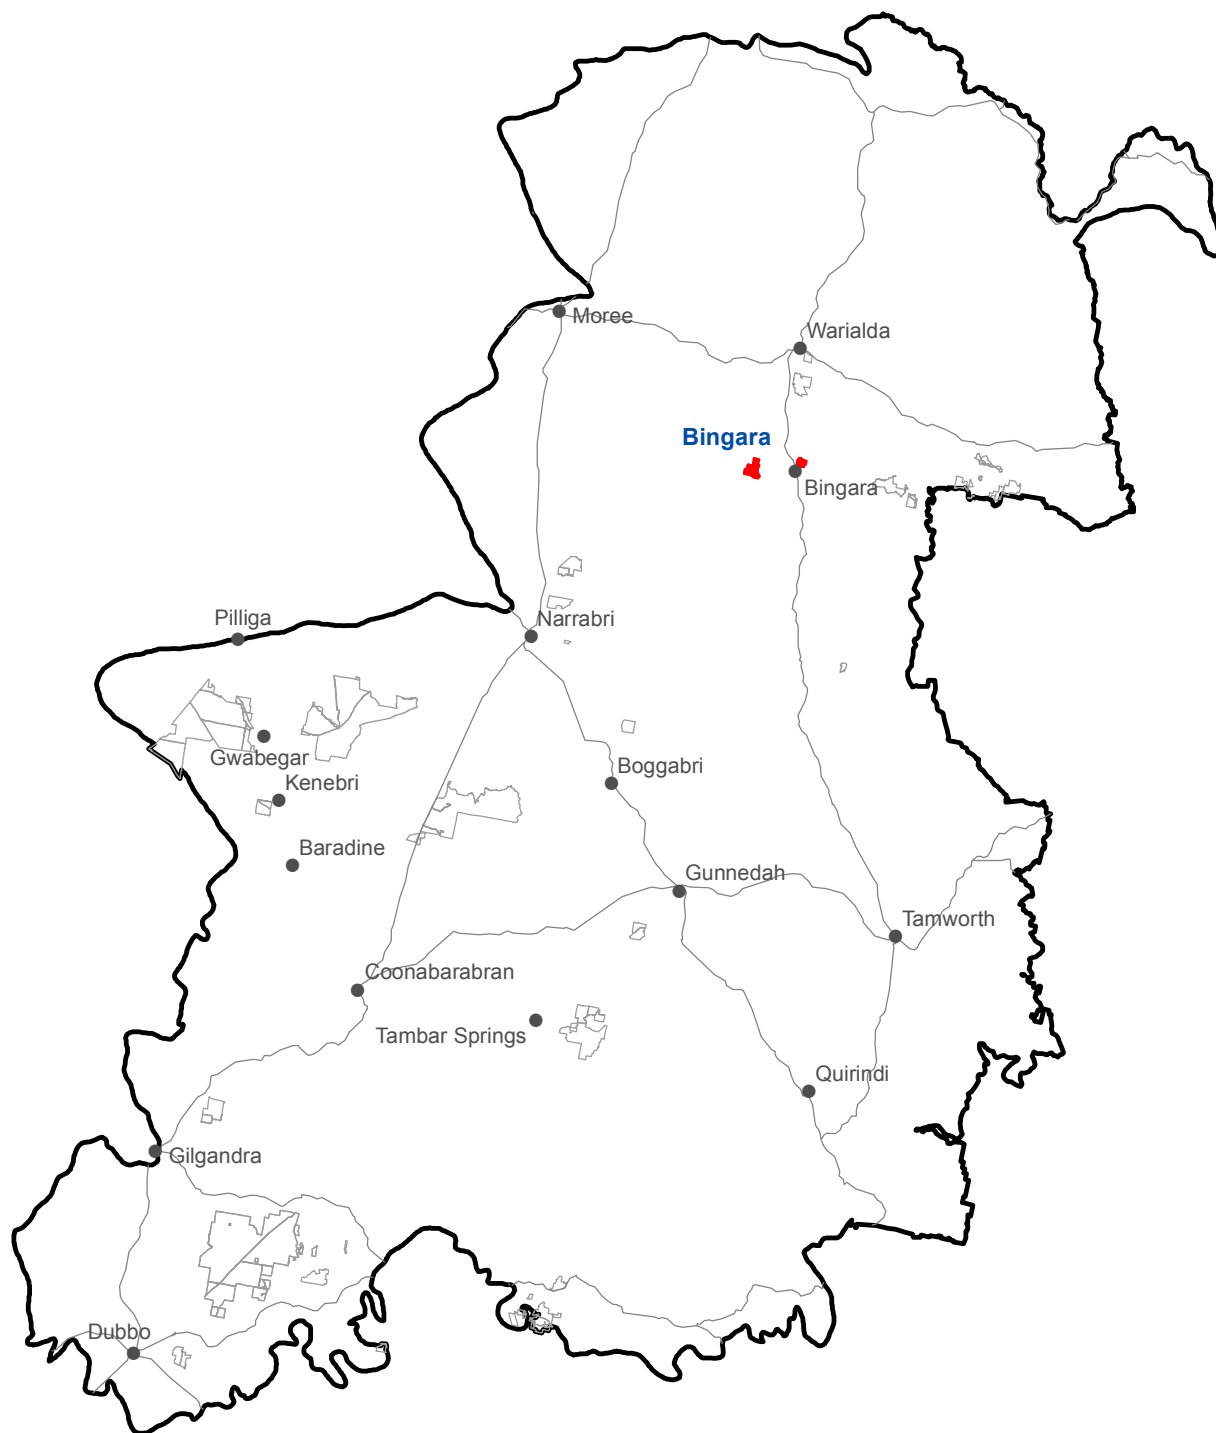 Moree
Warialda
Bingara
Bingara
Pilliga
Narrabri
Gwabegar
Kenebri
Boggabri
Baradine
Gunnedah
Tamworth
Coonabarabran
Tambar Springs
Quirindi
Gilgandra
Dubbo